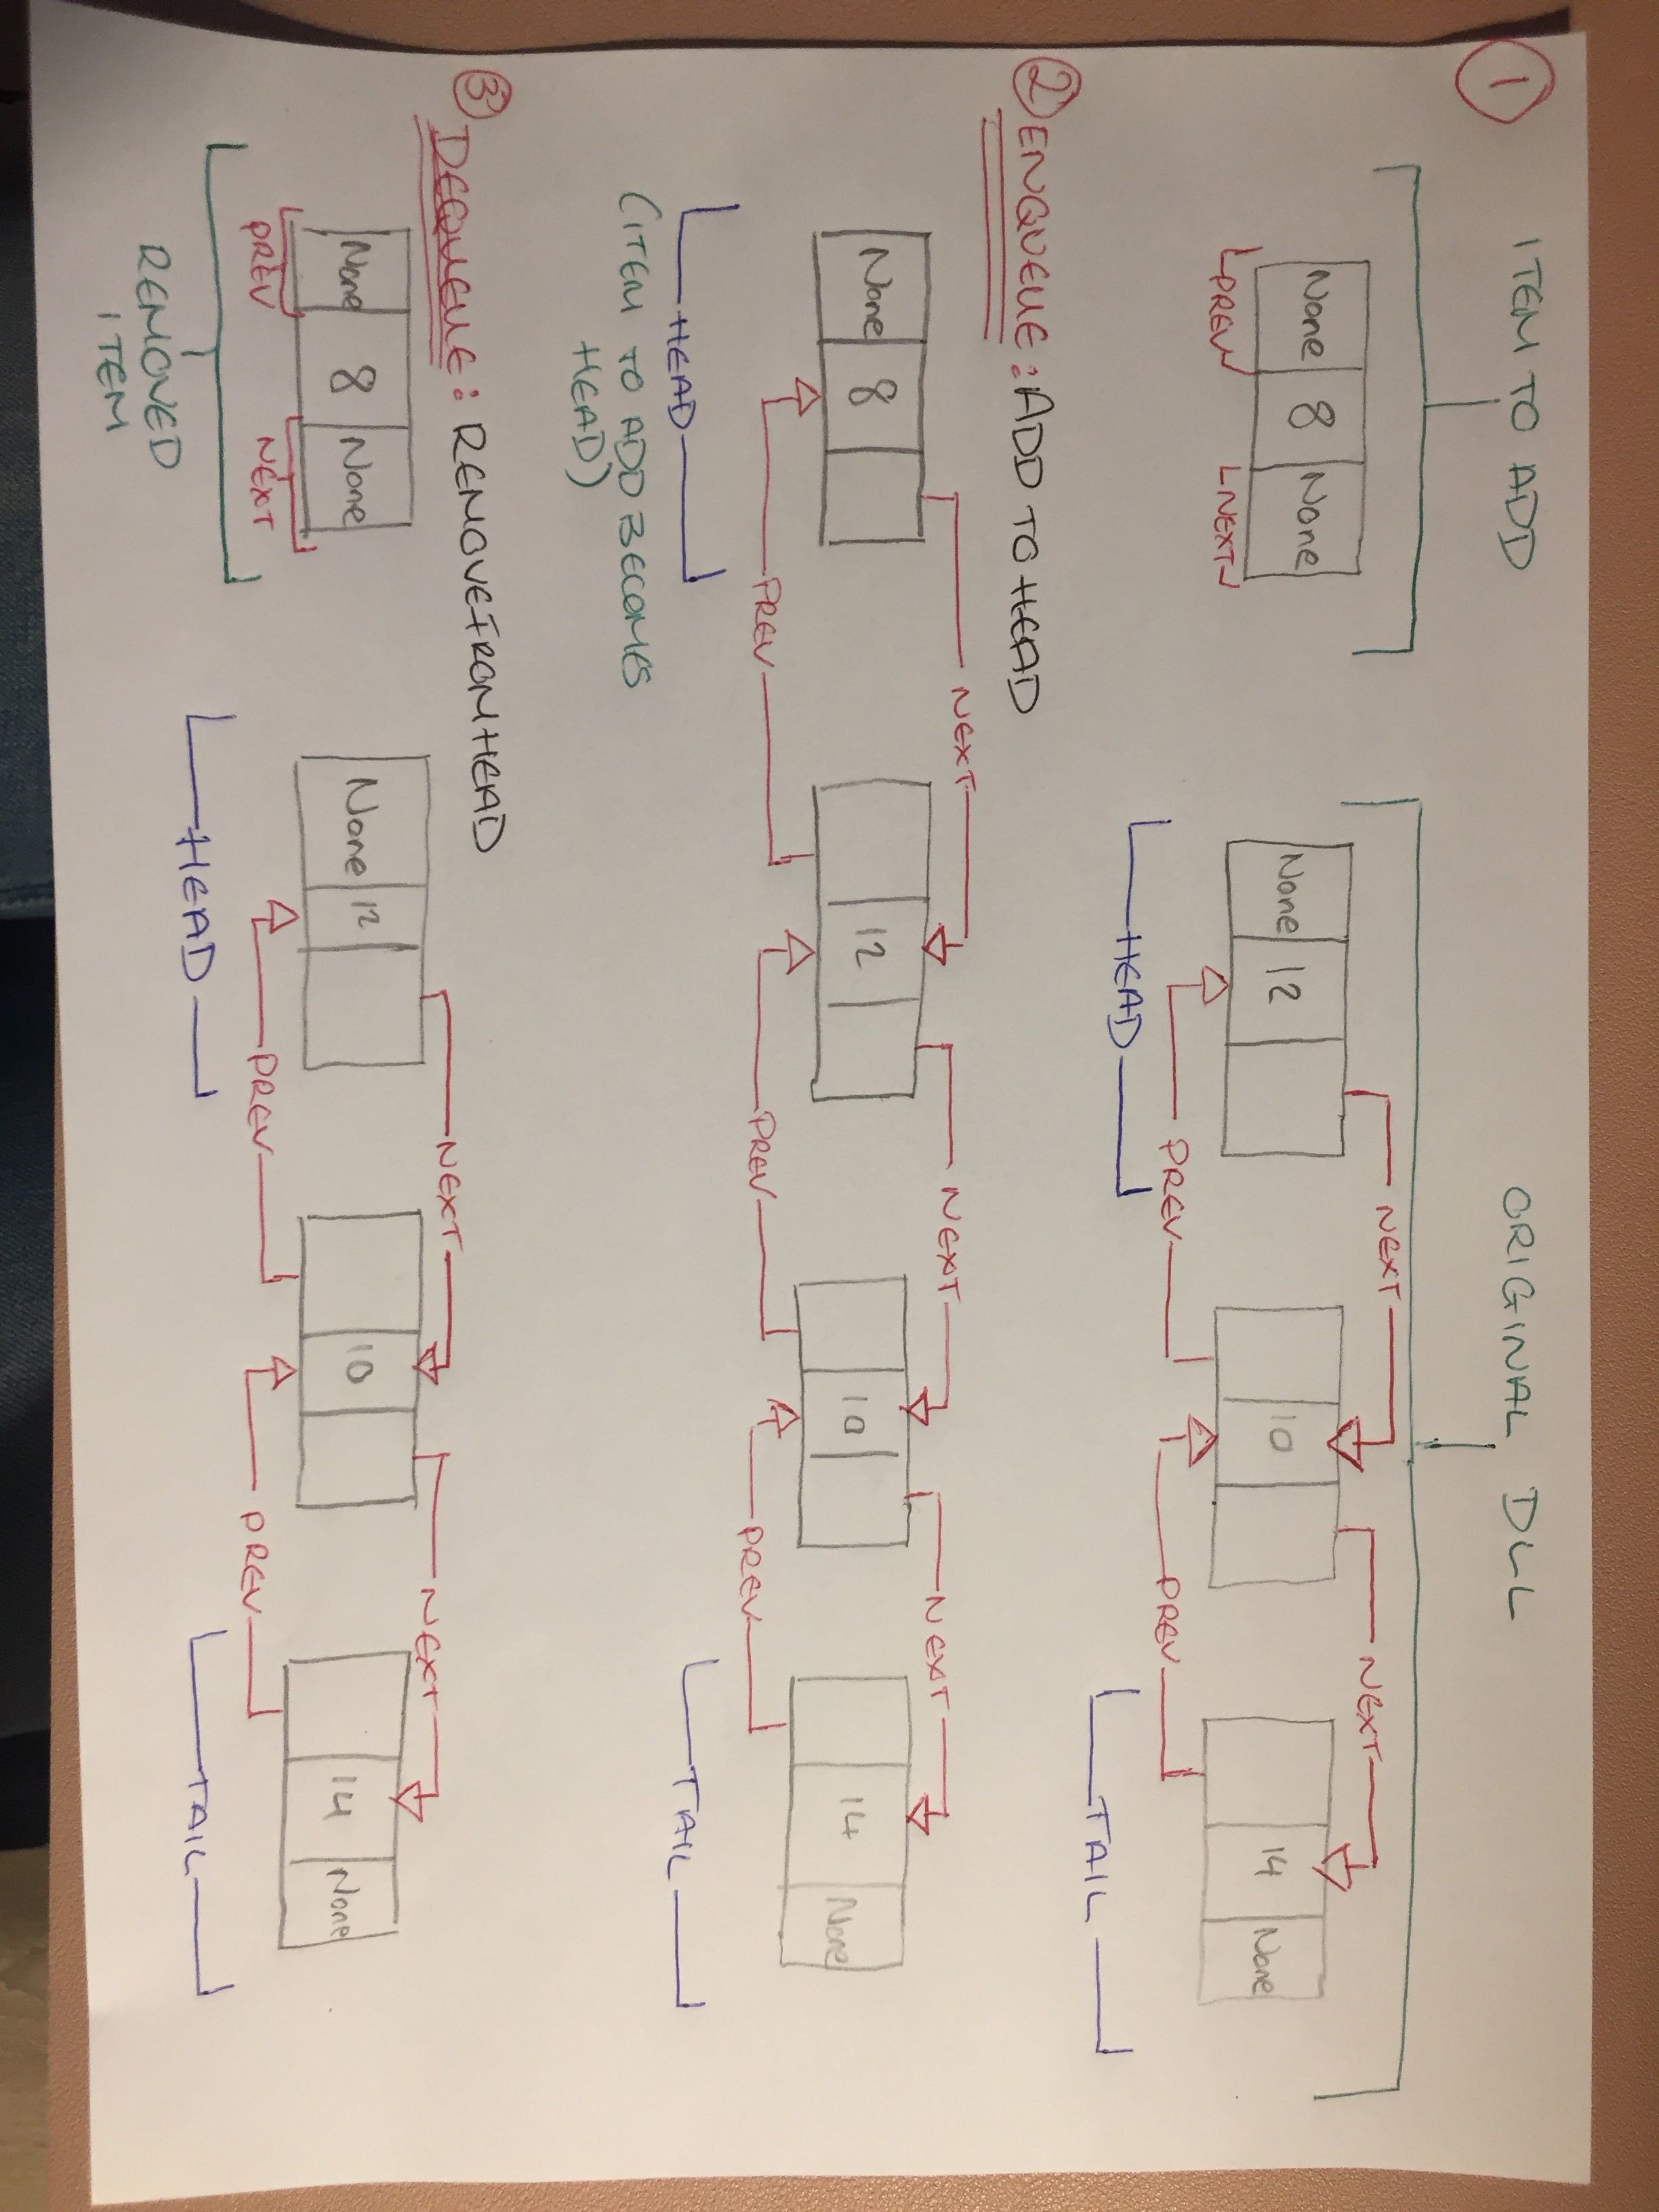 1
ITEM TO ADD
ORIGINAL DLL
None 8 None
PREV
NEXT
None 12
10
14 None
NEXT
NEXT
PREV
PREV
HEAD
TAIL
2 ENQUEUE: ADD TO HEAD
None 8
12
10
14 None
NEXT
NEXT
NEXT
PREV
PREV
PREV
HEAD
TAIL
(ITEM TO ADD BECOMES
HEAD)
3 DEQUEUE: REMOVE FROM HEAD
None 8 None
PREV
NEXT
None 12
10
14 None
NEXT
NEXT
PREV
PREV
HEAD
TAIL
REMOVED
ITEM